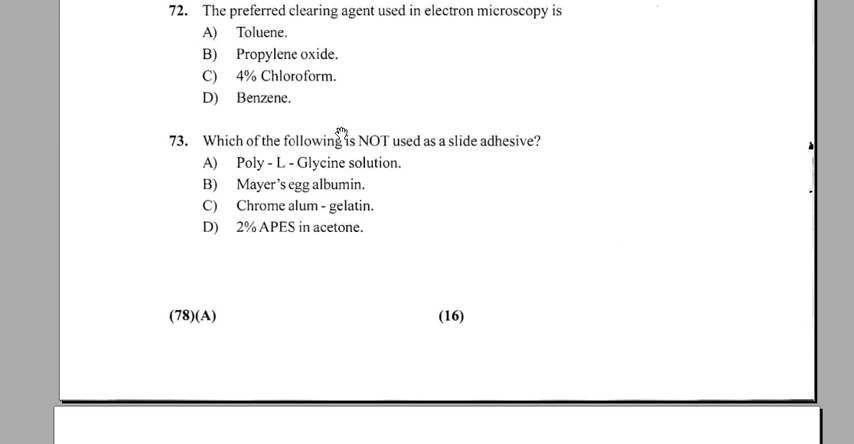 72. The preferred clearing agent used in electron microscopy is
A) Toluene.
B) Propylene oxide.
C) 4% Chloroform.
D) Benzene.
73. Which of the following is NOT used as a slide adhesive?
A) Poly - L - Glycine solution.
B) Mayer's egg albumin.
C) Chrome alum - gelatin.
D) 2% APES in acetone.
(78)(A) (16)